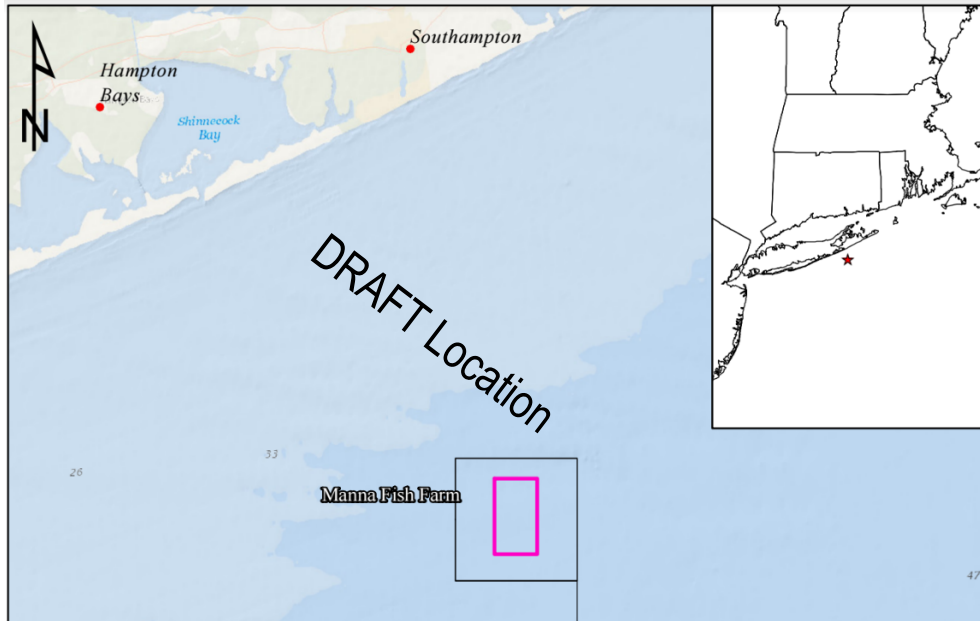 Southampton
Hampton
Bays
Shinnecock
Bay
N
DRAFT Location
33
26
Manna Fish Farm
47